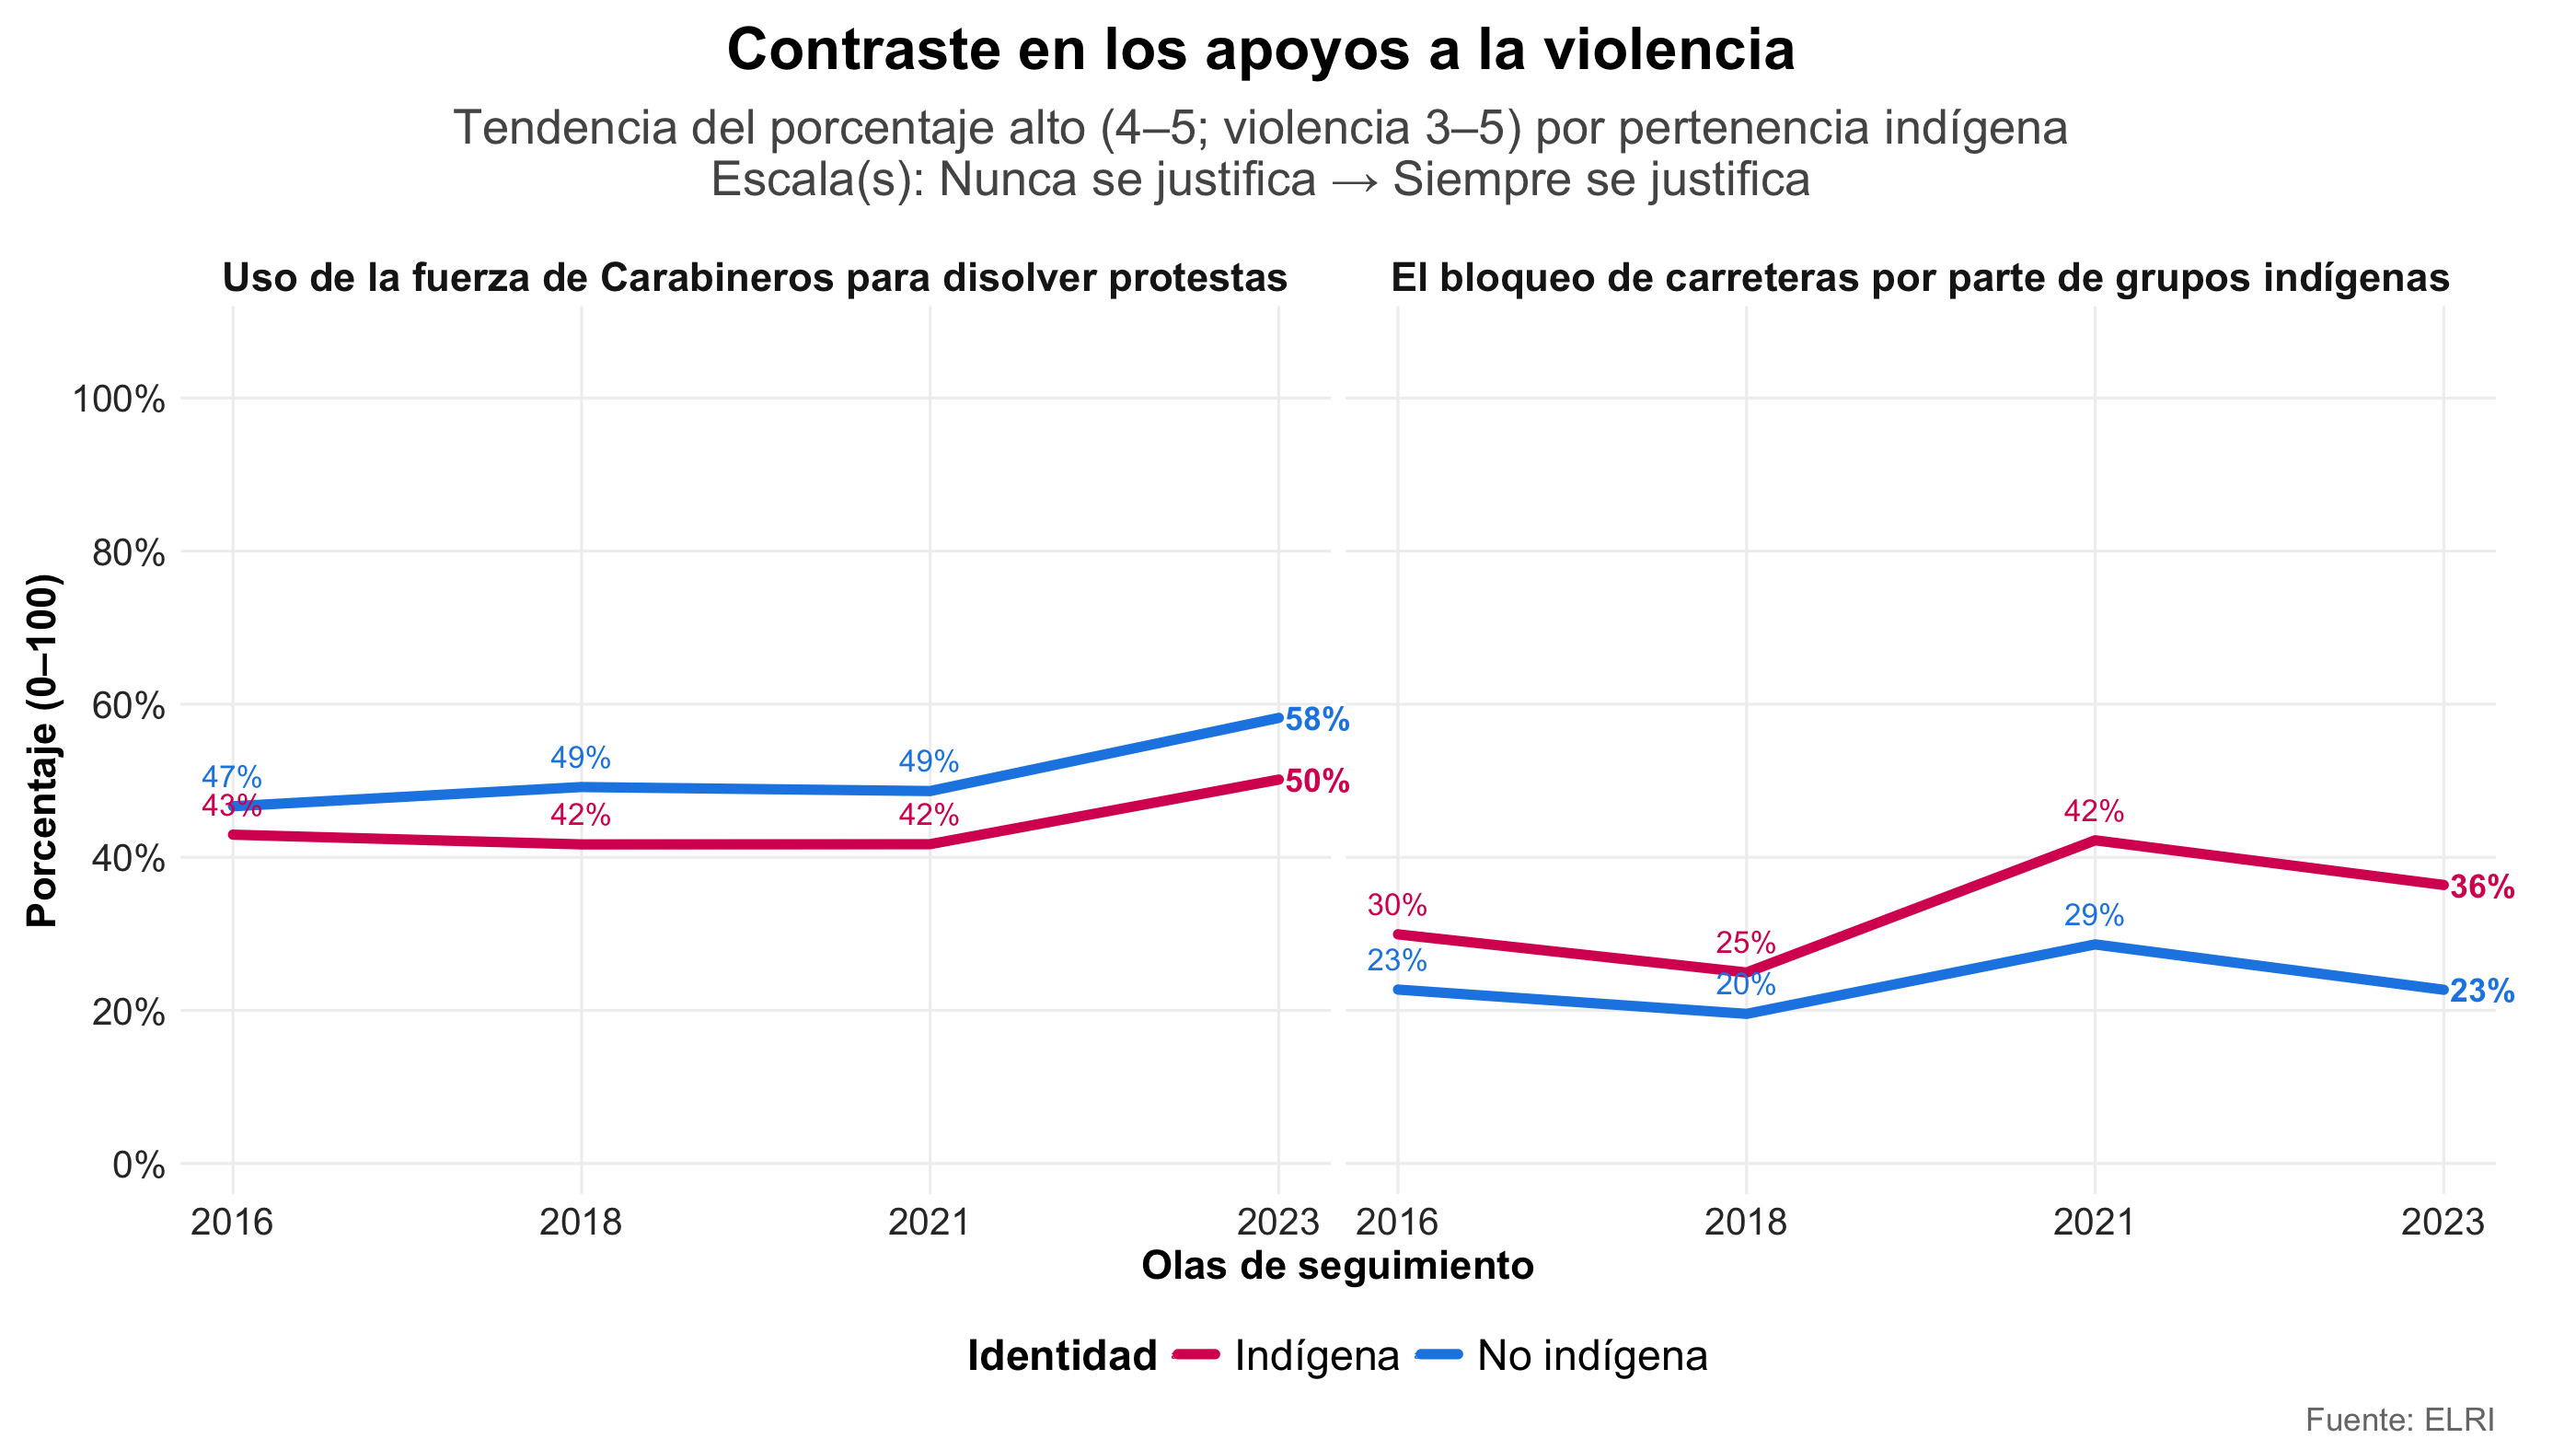 Contraste en los apoyos a la violencia
Tendencia del porcentaje alto (4–5; violencia 3–5) por pertenencia indígena
Escala(s): Nunca se justifica → Siempre se justifica
Uso de la fuerza de Carabineros para disolver protestas
El bloqueo de carreteras por parte de grupos indígenas
Porcentaje (0–100)
100%
80%
60%
40%
20%
0%
47%
49%
49%
58%
43%
42%
42%
50%
30%
25%
42%
36%
23%
20%
29%
23%
2016 2018 2021 2023
2016 2018 2021 2023
Olas de seguimiento
Identidad Indígena No indígena
Fuente: ELRI